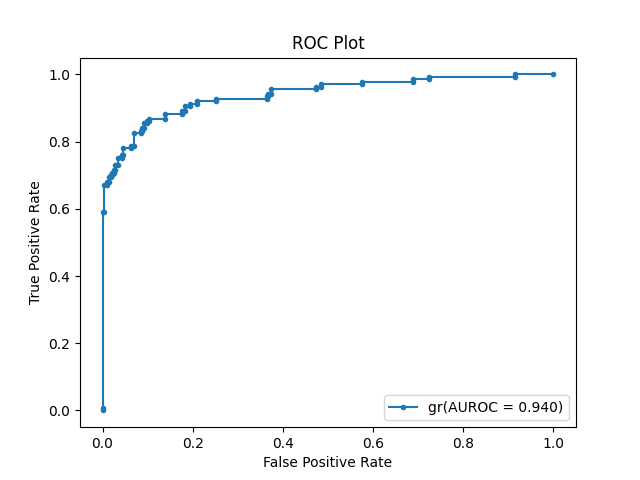 ROC Plot
True Positive Rate
1.0
0.8
0.6
0.4
0.2
0.0
gr(AUROC = 0.940)
0.0 0.2 0.4 0.6 0.8 1.0
False Positive Rate